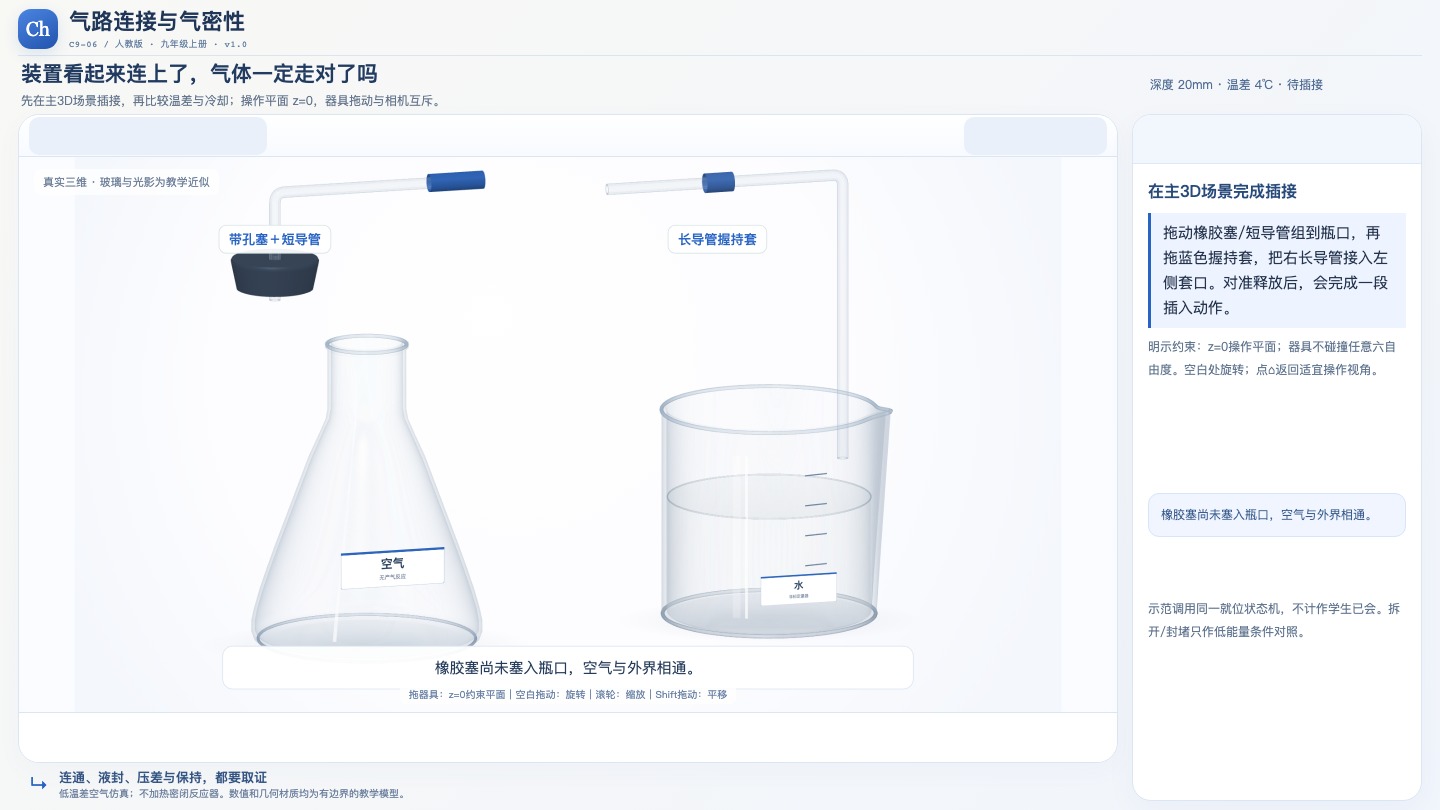 Ch
气路连接与气密性
C9-06 / 人教版 · 九年级上册 · v1.0
装置看起来连上了，气体一定走对了吗
先在主3D场景插接，再比较温差与冷却；操作平面 z=0，器具拖动与相机互斥。
深度 20mm · 温差 4℃ · 待插接
真实三维 · 玻璃与光影为教学近似
带孔塞＋短导管
长导管握持套
空气
无产气反应
水
橡胶塞尚未塞入瓶口，空气与外界相通。
拖器具：z=0约束平面｜空白拖动：旋转｜滚轮：缩放｜Shift拖动：平移
在主3D场景完成插接
拖动橡胶塞/短导管组到瓶口，再
拖蓝色握持套，把右长导管接入左
侧套口。对准释放后，会完成一段
插入动作。
明示约束：z=0操作平面；器具不碰撞任意六自
由度。空白处旋转；点⌂返回适宜操作视角。
橡胶塞尚未塞入瓶口，空气与外界相通。
示范调用同一就位状态机，不计作学生已会。拆
开/封堵只作低能量条件对照。
连通、液封、压差与保持，都要取证
低温差空气仿真；不加热密闭反应器。数值和几何材质均为有边界的教学模型。